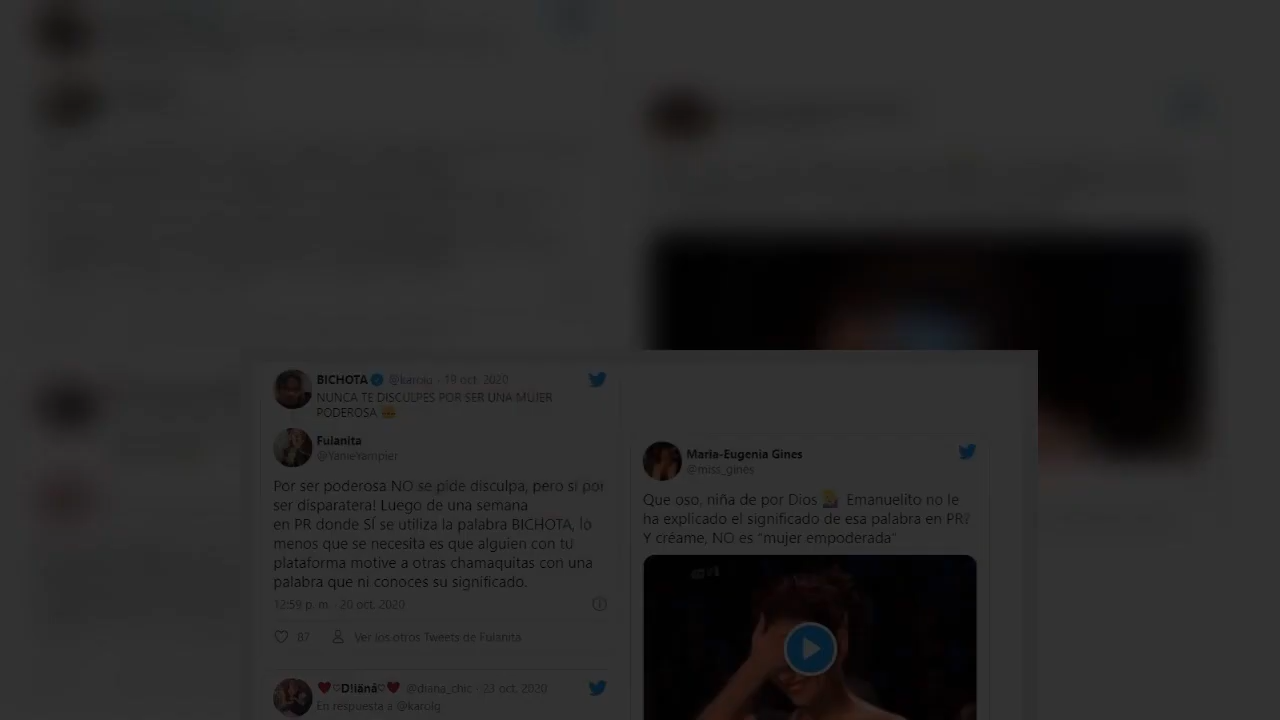 BICHOTA @karolg · 19 oct. 2020
NUNCA TE DISCULPES POR SER UNA MUJER
PODEROSA
Fulanita
@YanieYampier
Por ser poderosa NO se pide disculpa, pero sí por
ser disparatera! Luego de una semana
en PR donde SÍ se utiliza la palabra BICHOTA, lo
menos que se necesita es que alguien con tu
plataforma motive a otras chamaquitas con una
palabra que ni conoces su significado.
12:59 p. m. · 20 oct. 2020
87 Ver los otros Tweets de Fulanita
D!iäná @diana_chic · 23 oct. 2020
En respuesta a @karolg
Maria-Eugenia Gines
@miss_gines
Que oso, niña de por Dios Emanuelito no le
ha explicado el significado de esa palabra en PR?
Y créame, NO es "mujer empoderada"